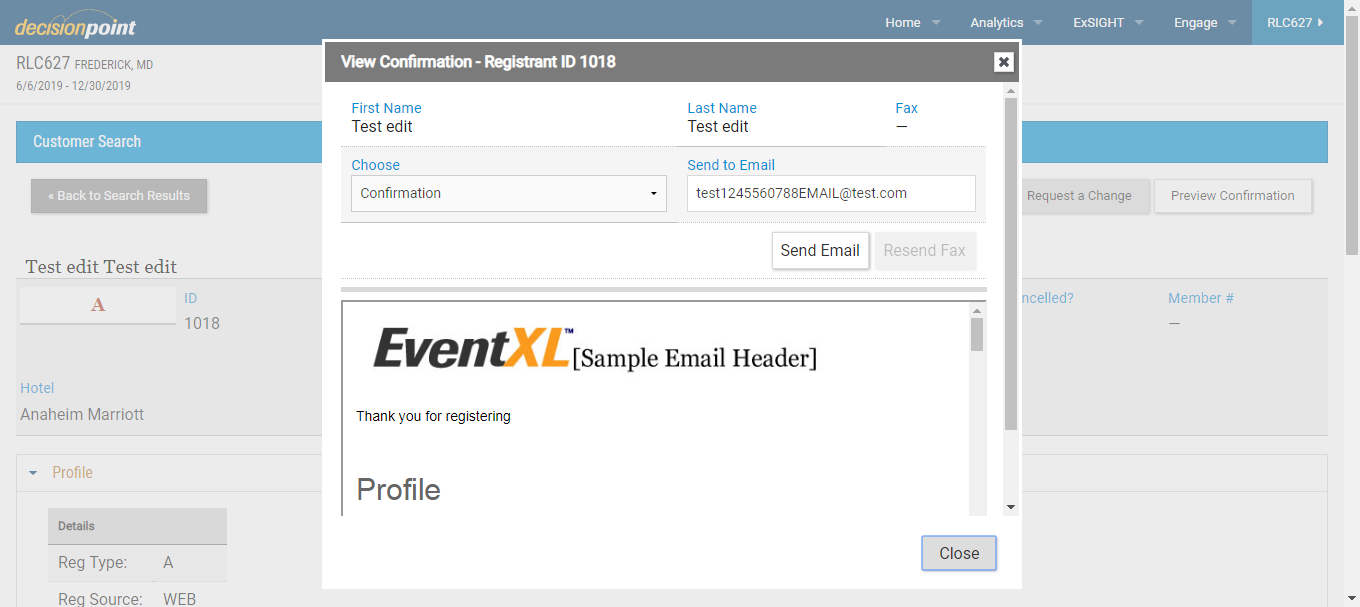 decisionpoint
Home Analytics ExSIGHT Engage RLC627
RLC627 FREDERICK, MD
6/6/2019 - 12/30/2019
Customer Search
« Back to Search Results
Request a Change Preview Confirmation
Test edit Test edit
A
ID
1018
ncelled? Member #
—
Hotel
Anaheim Marriott
Profile
Details
Reg Type: A
Reg Source: WEB
View Confirmation - Registrant ID 1018
First Name Last Name Fax
Test edit Test edit —
Choose Send to Email
Confirmation test1245560788EMAIL@test.com
Send Email Resend Fax
EventXL™ [Sample Email Header]
Thank you for registering
Profile
Close